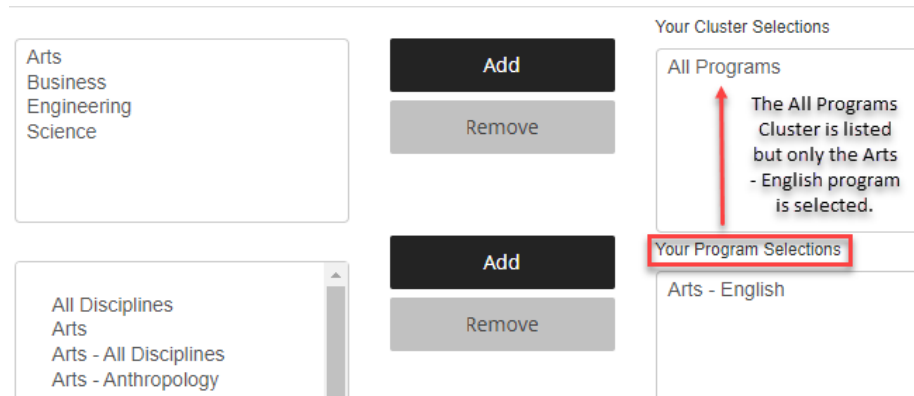 Your Cluster Selections
Arts
Business
Engineering
Science
Add
Remove
All Programs
The All Programs
Cluster is listed
but only the Arts
- English program
is selected.
Your Program Selections
All Disciplines
Arts
Arts - All Disciplines
Arts - Anthropology
Add
Remove
Arts - English